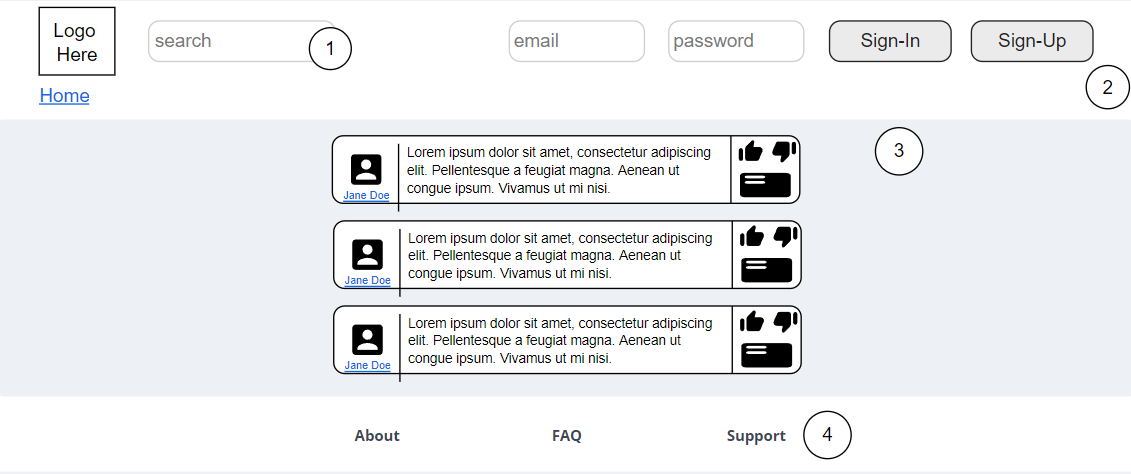 Logo
Here
search
1
email
password
Sign-In
Sign-Up
Home
2
3
Lorem ipsum dolor sit amet, consectetur adipiscing
elit. Pellentesque a feugiat magna. Aenean ut
congue ipsum. Vivamus ut mi nisi.
Jane Doe
Lorem ipsum dolor sit amet, consectetur adipiscing
elit. Pellentesque a feugiat magna. Aenean ut
congue ipsum. Vivamus ut mi nisi.
Jane Doe
Lorem ipsum dolor sit amet, consectetur adipiscing
elit. Pellentesque a feugiat magna. Aenean ut
congue ipsum. Vivamus ut mi nisi.
Jane Doe
About
FAQ
Support
4